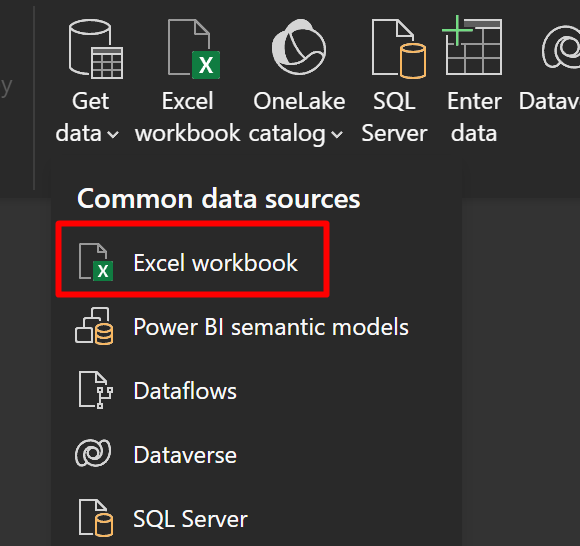 y
Get data
Excel workbook
OneLake catalog
SQL Server
Enter data
Datav
Common data sources
Excel workbook
Power BI semantic models
Dataflows
Dataverse
SQL Server